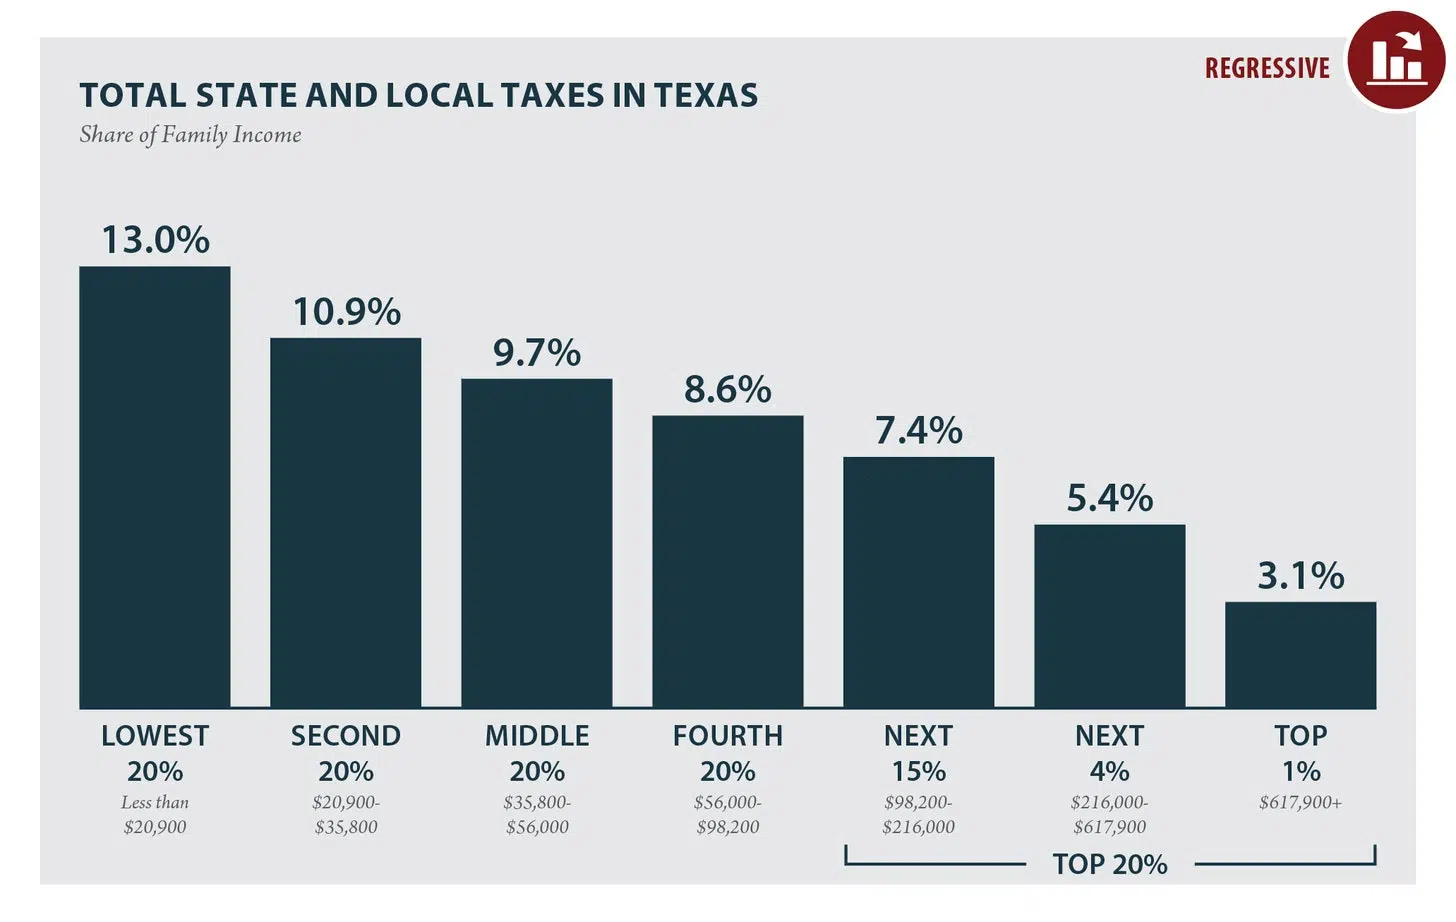 REGRESSIVE
TOTAL STATE AND LOCAL TAXES IN TEXAS
Share of Family Income
13.0%
10.9%
9.7%
8.6%
7.4%
5.4%
3.1%
LOWEST
20%
Less than
$20,900
SECOND
20%
$20,900-
$35,800
MIDDLE
20%
$35,800-
$56,000
FOURTH
20%
$56,000-
$98,200
NEXT
15%
$98,200-
$216,000
NEXT
4%
$216,000-
$617,900
TOP
1%
$617,900+
TOP 20%